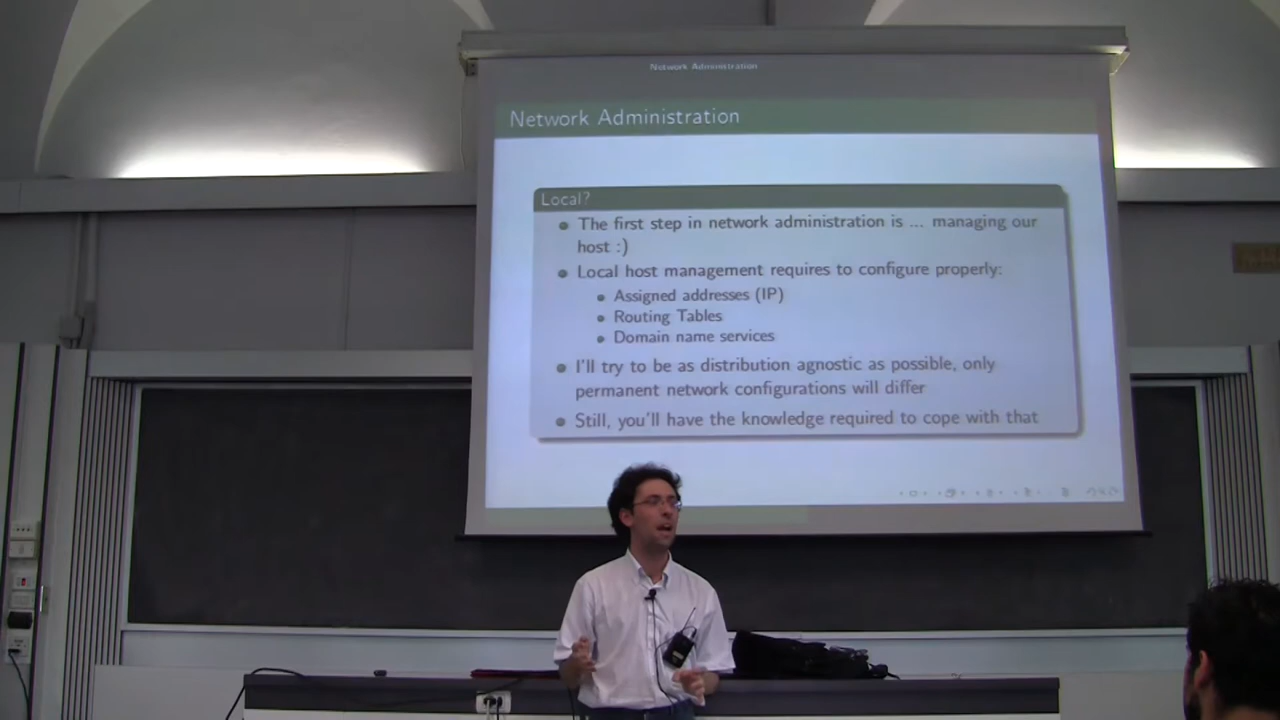 Network Administration
Network Administration
Local?
The first step in network administration is ... managing our
host :)
Local host management requires to configure properly:
Assigned addresses (IP)
Routing Tables
Domain name services
I'll try to be as distribution agnostic as possible, only
permanent network configurations will differ
Still, you'll have the knowledge required to cope with that